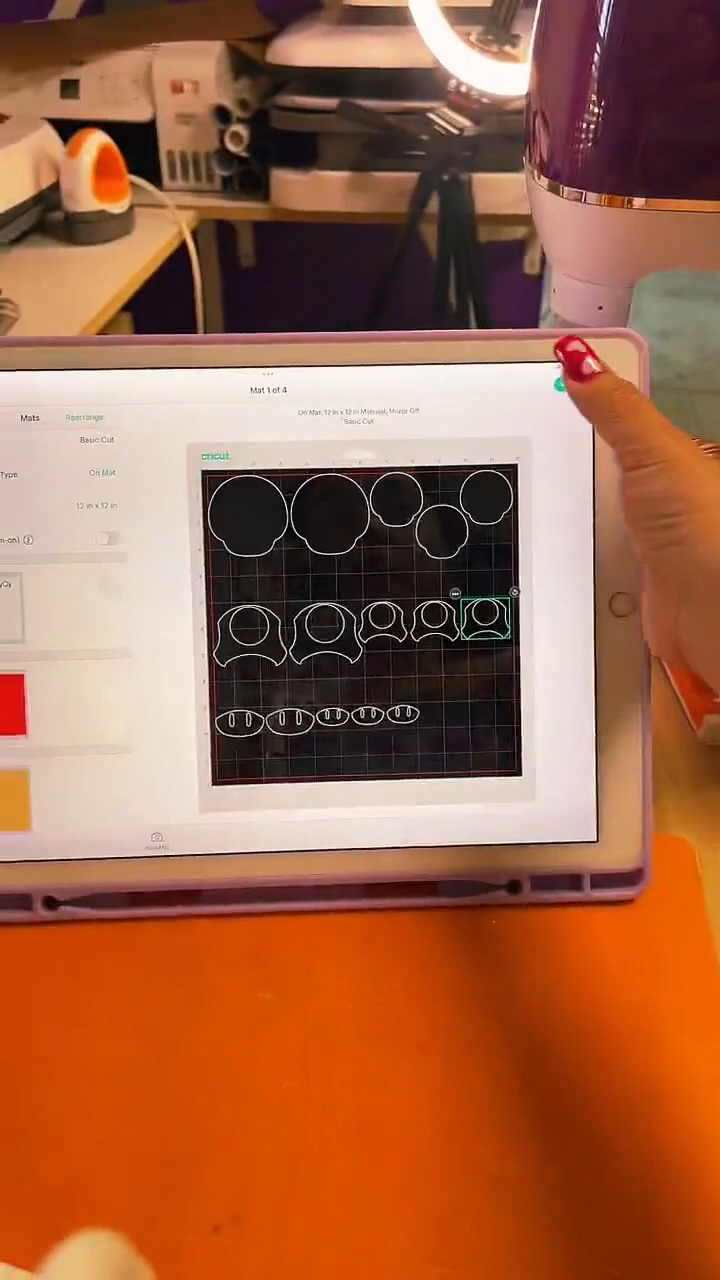 Mat 1 of 4
Mats Rearrange
On Mat, 12 in x 12 in Material, Mirror Off
Basic Cut
Basic Cut
Type On Mat
12 in x 12 in
cricut